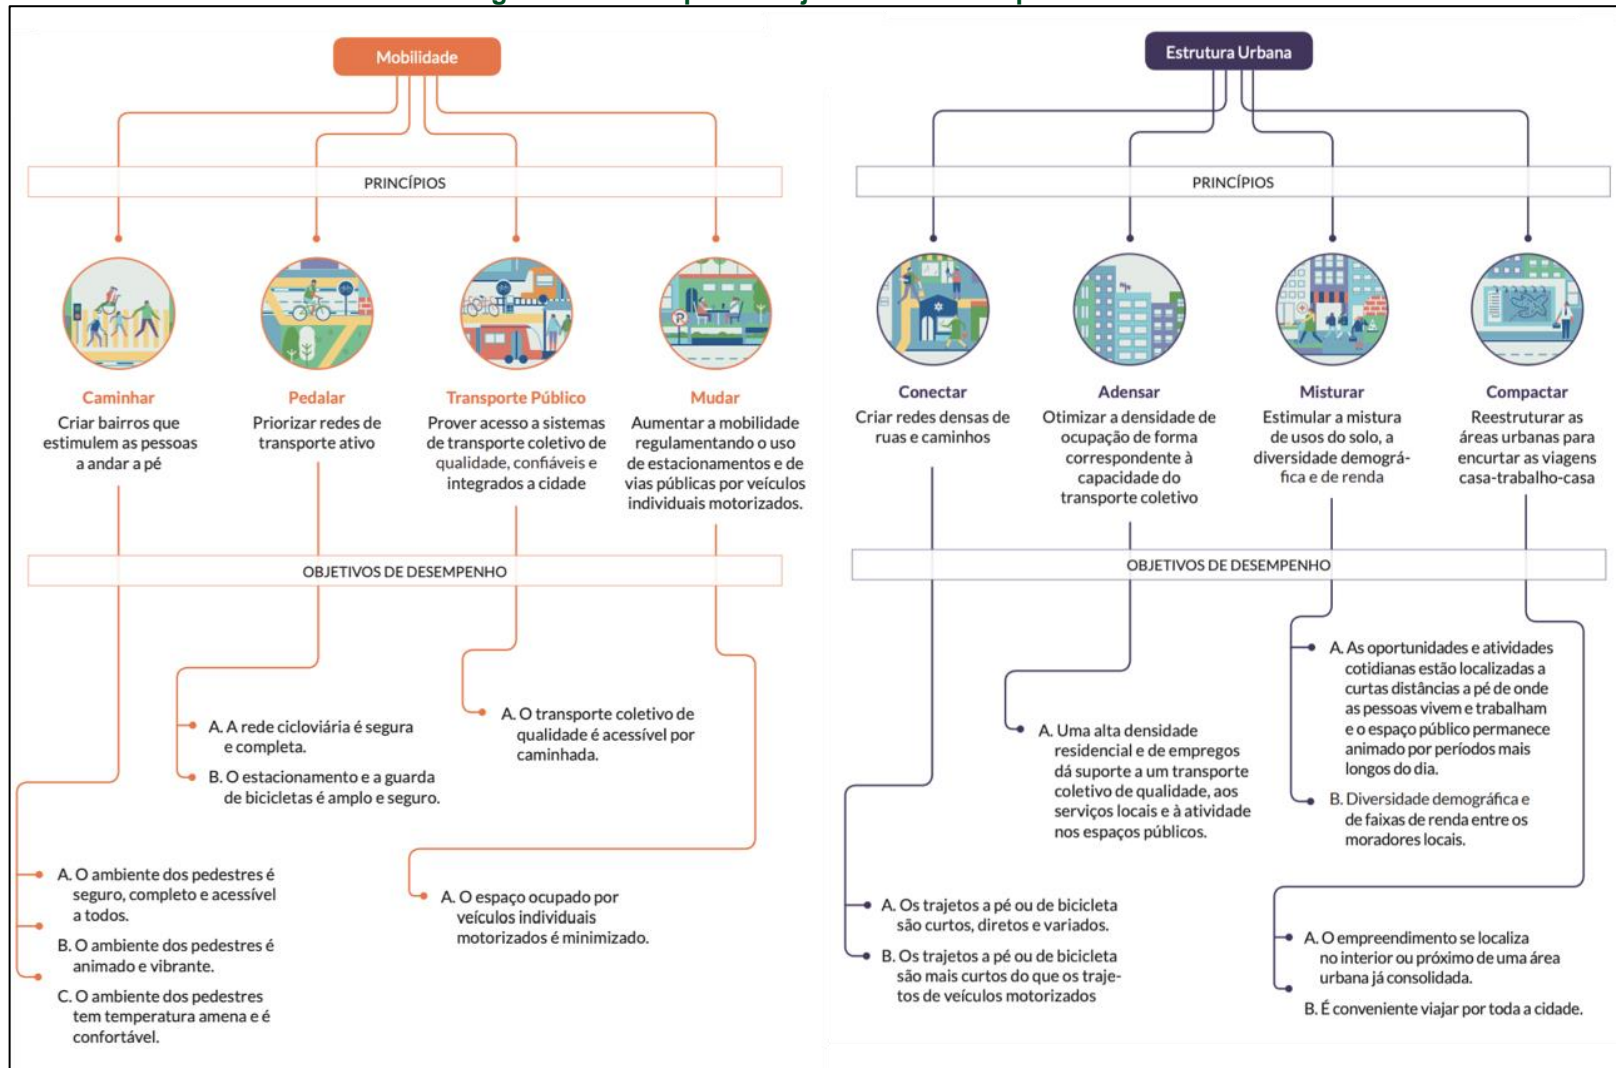 Mobilidade
PRINCÍPIOS
Caminhar
Criar bairros que
estimulem as pessoas
a andar a pé
Pedalar
Priorizar redes de
transporte ativo
Transporte Público
Prover acesso a sistemas
de transporte coletivo de
qualidade, confiáveis e
integrados a cidade
Mudar
Aumentar a mobilidade
regulamentando o uso
de estacionamentos e de
vias públicas por veículos
individuais motorizados.
OBJETIVOS DE DESEMPENHO
A. O ambiente dos pedestres é
seguro, completo e acessível
a todos.
B. O ambiente dos pedestres é
animado e vibrante.
C. O ambiente dos pedestres
tem temperatura amena e é
confortável.
A. A rede cicloviária é segura
e completa.
B. O estacionamento e a guarda
de bicicletas é amplo e seguro.
A. O transporte coletivo de
qualidade é acessível por
caminhada.
A. O espaço ocupado por
veículos individuais
motorizados é minimizado.
Estrutura Urbana
PRINCÍPIOS
Conectar
Criar redes densas de
ruas e caminhos
Adensar
Otimizar a densidade de
ocupação de forma
correspondente à
capacidade do
transporte coletivo
Misturar
Estimular a mistura
de usos do solo, a
diversidade demográ-
fica e de renda
Compactar
Reestruturar as
áreas urbanas para
encurtar as viagens
casa-trabalho-casa
OBJETIVOS DE DESEMPENHO
A. Os trajetos a pé ou de bicicleta
são curtos, diretos e variados.
B. Os trajetos a pé ou de bicicleta
são mais curtos do que os traje-
tos de veículos motorizados
A. Uma alta densidade
residencial e de empregos
dá suporte a um transporte
coletivo de qualidade, aos
serviços locais e à atividade
nos espaços públicos.
A. As oportunidades e atividades
cotidianas estão localizadas a
curtas distâncias a pé de onde
as pessoas vivem e trabalham
e o espaço público permanece
animado por períodos mais
longos do dia.
B. Diversidade demográfica e
de faixas de renda entre os
moradores locais.
A. O empreendimento se localiza
no interior ou próximo de uma área
urbana já consolidada.
B. É conveniente viajar por toda a cidade.